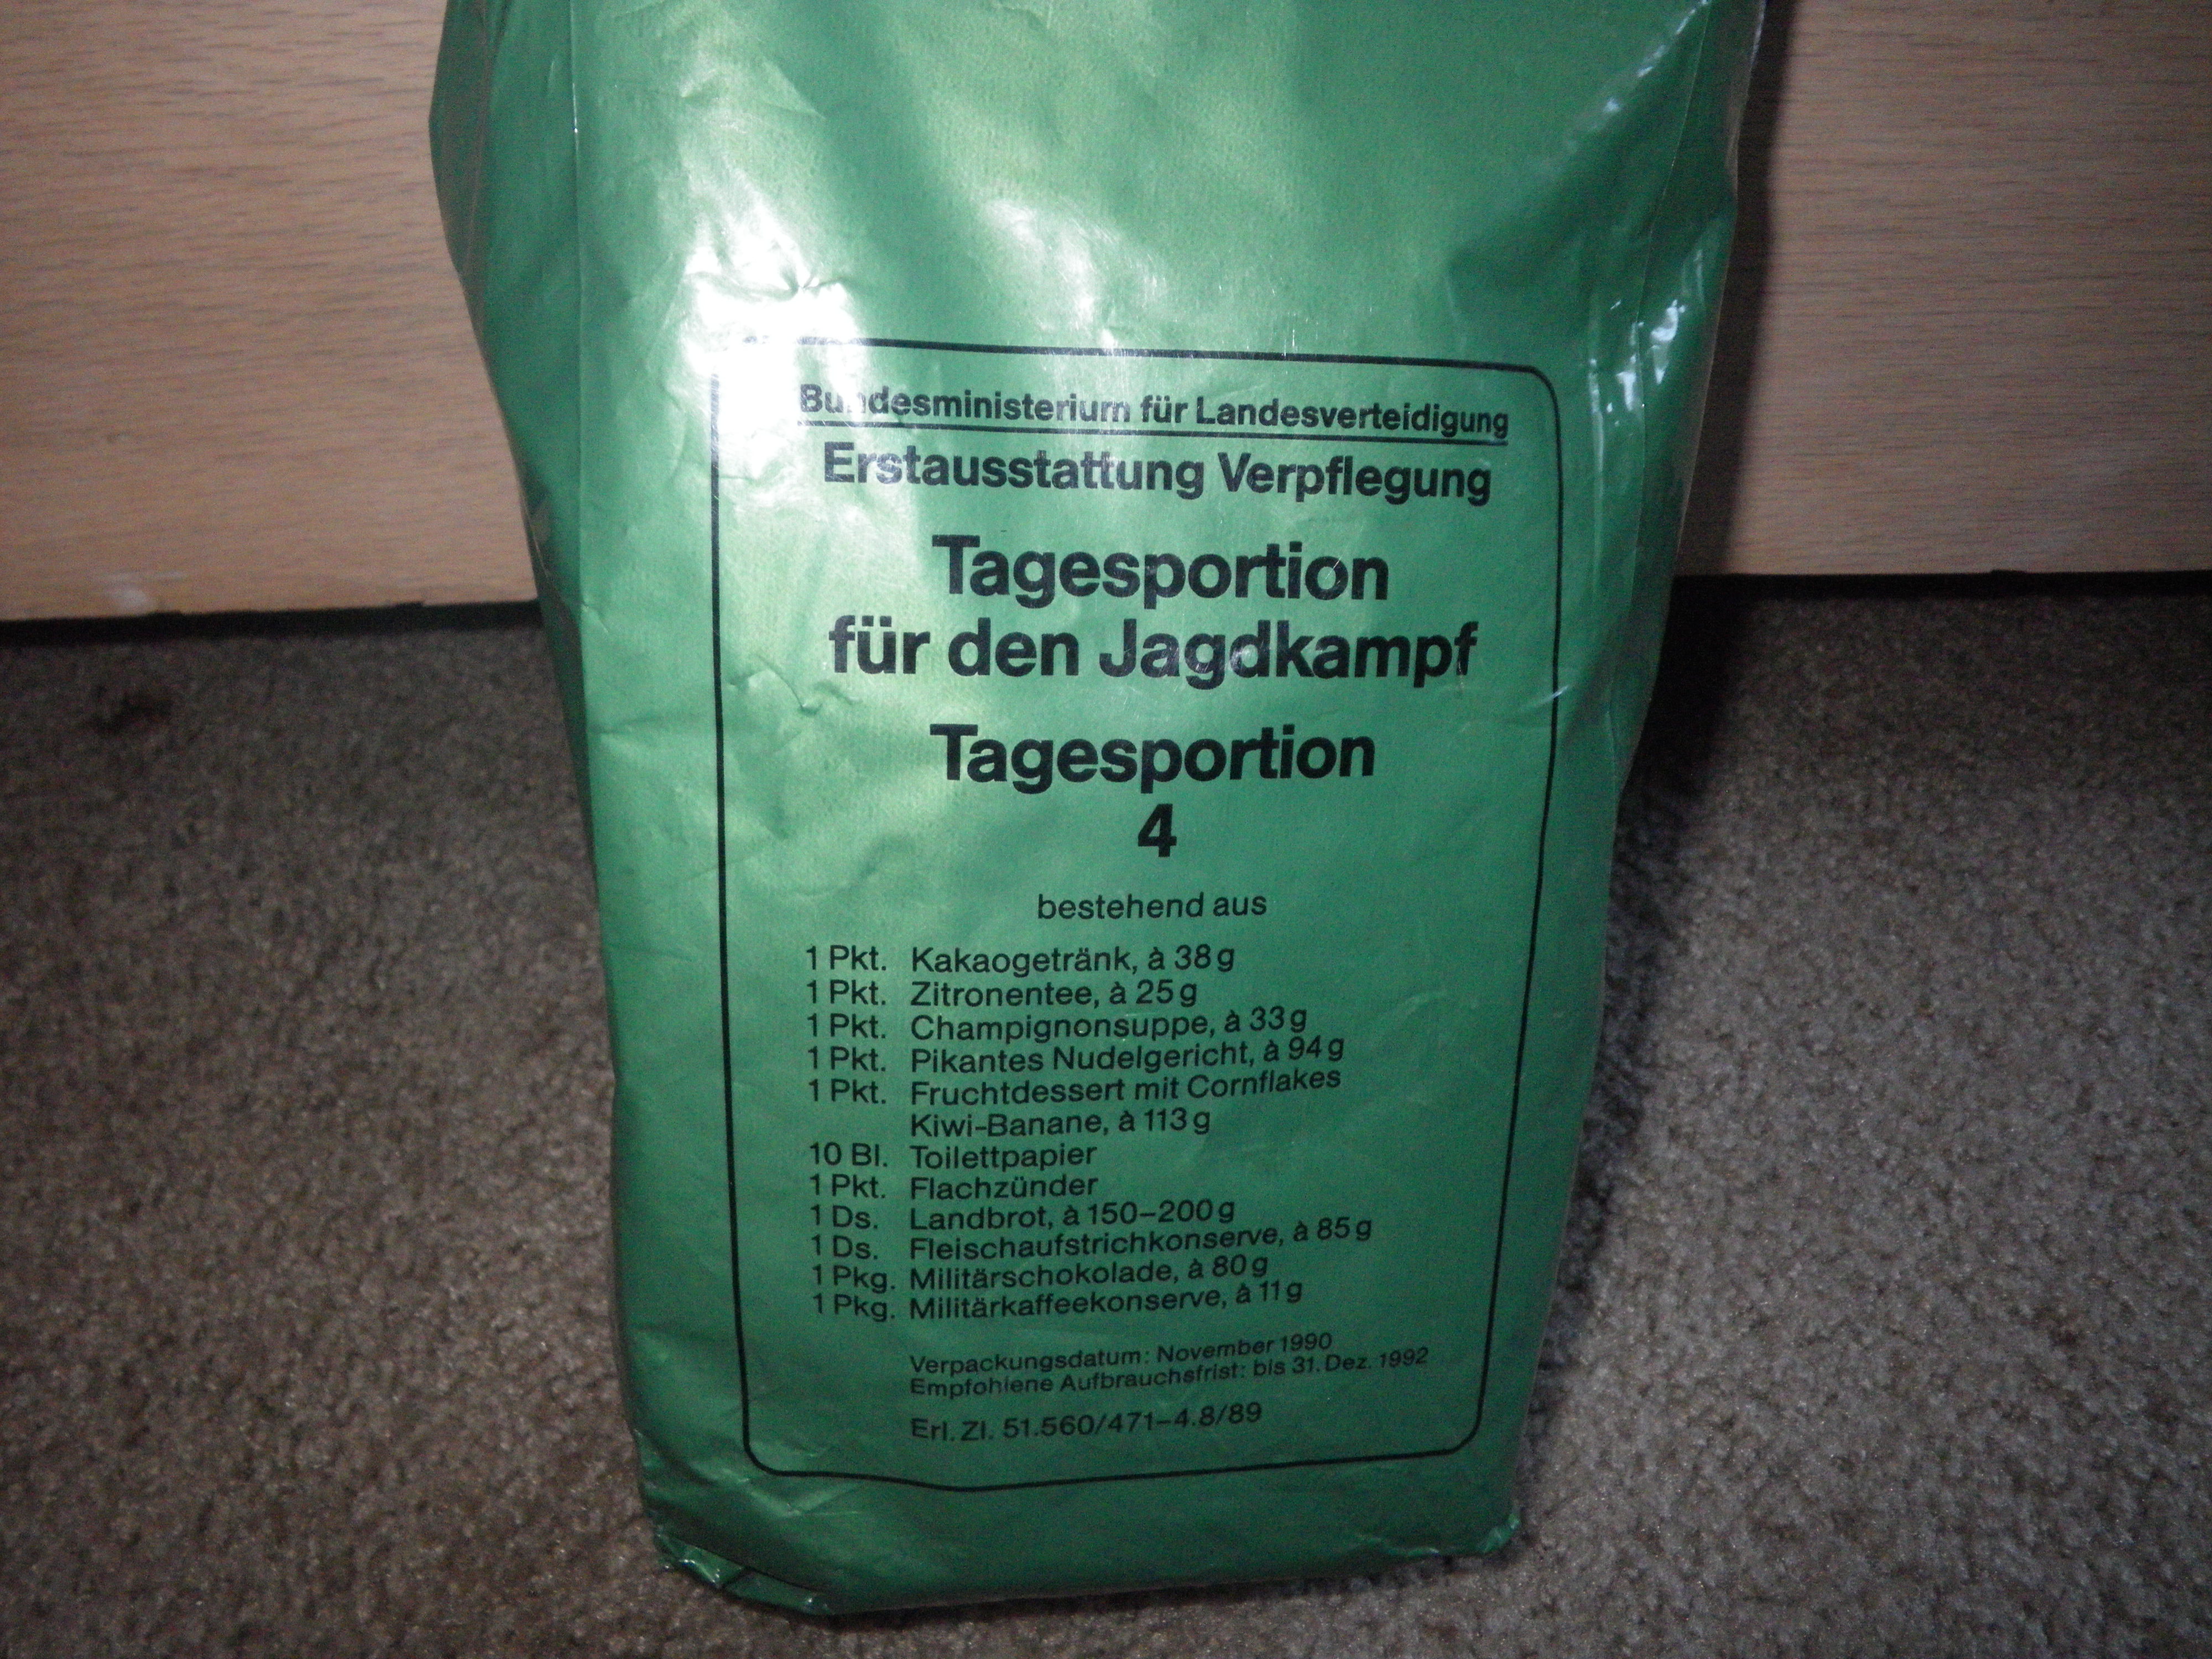 Bundesministerium für Landesverteidigung
Erstausstattung Verpflegung
Tagesportion
für den Jagdkampf
Tagesportion
4
bestehend aus
1 Pkt. Kakaogetränk, à 38 g
1 Pkt. Zitronentee, à 25 g
1 Pkt. Champignonsuppe, à 33 g
1 Pkt. Pikantes Nudelgericht, à 94 g
1 Pkt. Fruchtdessert mit Cornflakes
Kiwi-Banane, à 113 g
10 Bl. Toilettpapier
1 Pkt. Flachzünder
1 Ds. Landbrot, à 150–200 g
1 Ds. Fleischaufstrichkonserve, à 85 g
1 Pkg. Militärschokolade, à 80 g
1 Pkg. Militärkaffeekonserve, à 11 g
Verpackungsdatum: November 1990
Empfohlene Aufbrauchsfrist: bis 31. Dez. 1992
Erl. Zl. 51.560/471–4.8/89